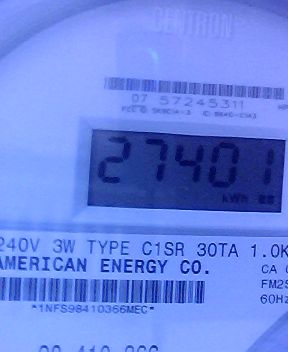 CENTRON
07 57245311
27401
kWh 88
240V 3W TYPE C1SR 30TA 1.0K
AMERICAN ENERGY CO.
CA
FM2S
60Hz
*1NFS98410366MEC*